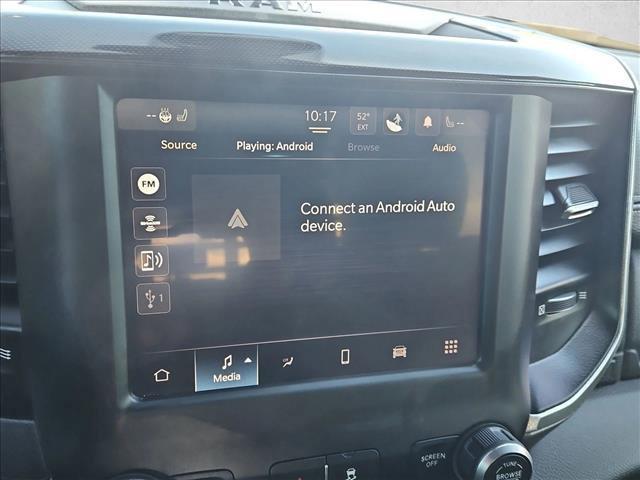 RAM
-- 10:17 52° --
EXT
Source Playing: Android Browse Audio
FM
Connect an Android Auto
device.
1
Media
SCREEN
OFF
TUNE
BROWSE